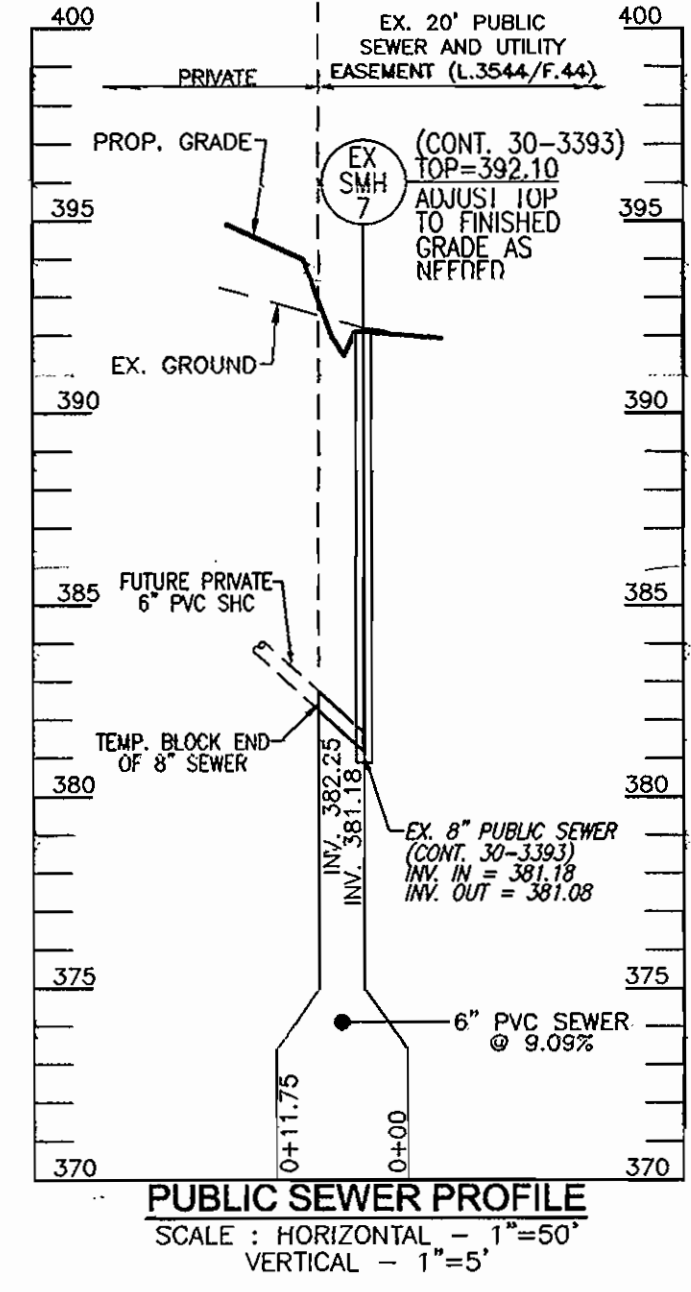 400
400
EX. 20' PUBLIC
SEWER AND UTILITY
EASEMENT (L.3544/F.44)
PRIVATE
PROP. GRADE
EX
SMH
7
(CONT. 30-3393)
TOP=392.10
ADJUST TOP
TO FINISHED
GRADE AS
NEEDED
395
395
EX. GROUND
390
390
FUTURE PRIVATE
6" PVC SHC
385
385
TEMP. BLOCK END
OF 8" SEWER
INV. 382.25
INV. 381.18
380
380
EX. 8" PUBLIC SEWER
(CONT. 30-3393)
INV. IN = 381.18
INV. OUT = 381.08
375
375
6" PVC SEWER
@ 9.09%
0+11.75
0+00
370
370
PUBLIC SEWER PROFILE
SCALE : HORIZONTAL - 1"=50'
VERTICAL - 1"=5'